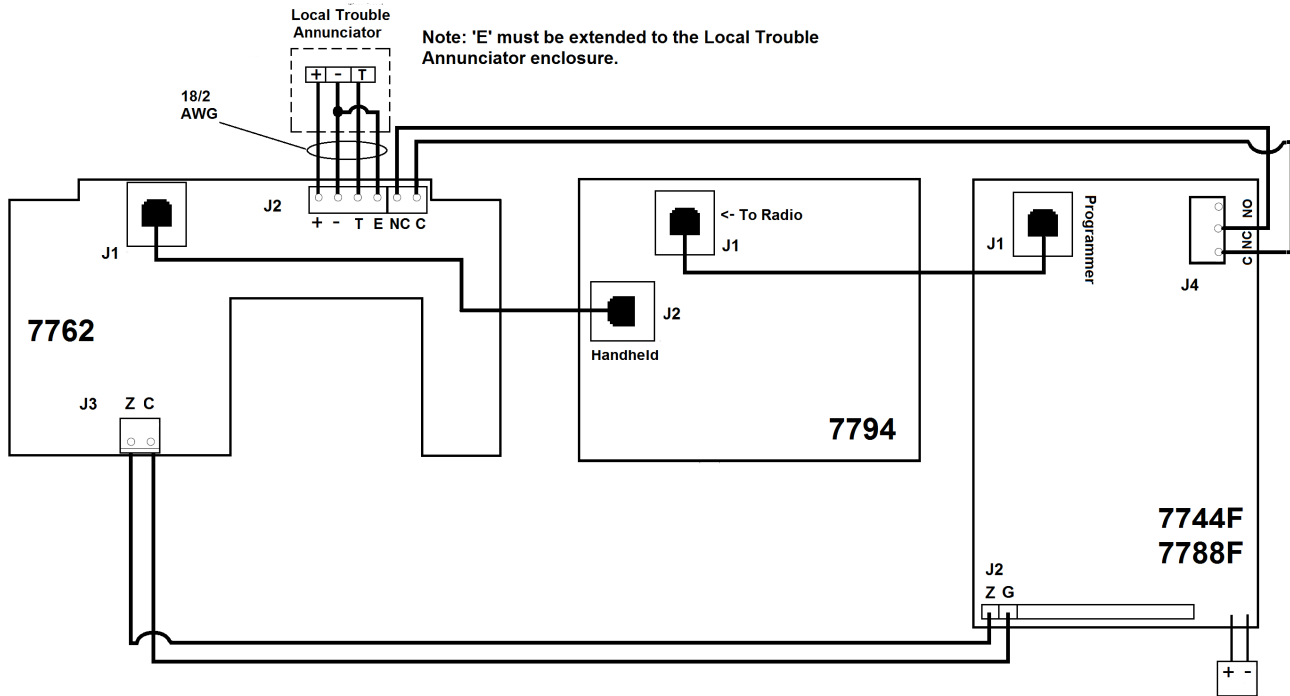 Local Trouble
Annunciator
Note: 'E' must be extended to the Local Trouble
Annunciator enclosure.
+ - T
18/2
AWG
J2
+ - T E NC C
J1
<- To Radio
J1
J1
Programmer
NO
NC
C
J4
7762
J2
Handheld
J3 Z C
7794
7744F
7788F
J2
Z G
+ -